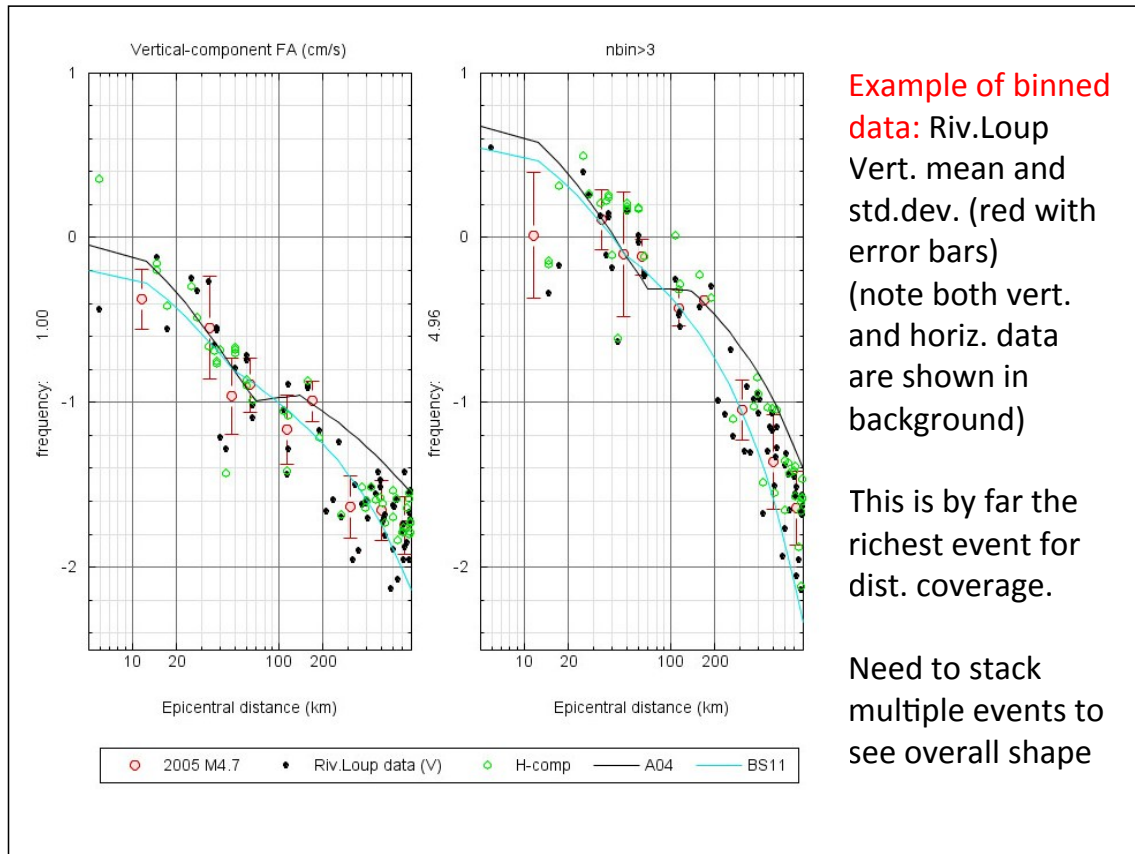 Vertical-component FA (cm/s)
nbin>3
1
0
-1
-2
frequency: 1.00
10 20 100 200
Epicentral distance (km)
1
0
-1
-2
frequency: 4.96
10 20 100 200
Epicentral distance (km)
2005 M4.7 Riv.Loup data (V) H-comp A04 BS11
Example of binned
data: Riv.Loup
Vert. mean and
std.dev. (red with
error bars)
(note both vert.
and horiz. data
are shown in
background)
This is by far the
richest event for
dist. coverage.
Need to stack
multiple events to
see overall shape